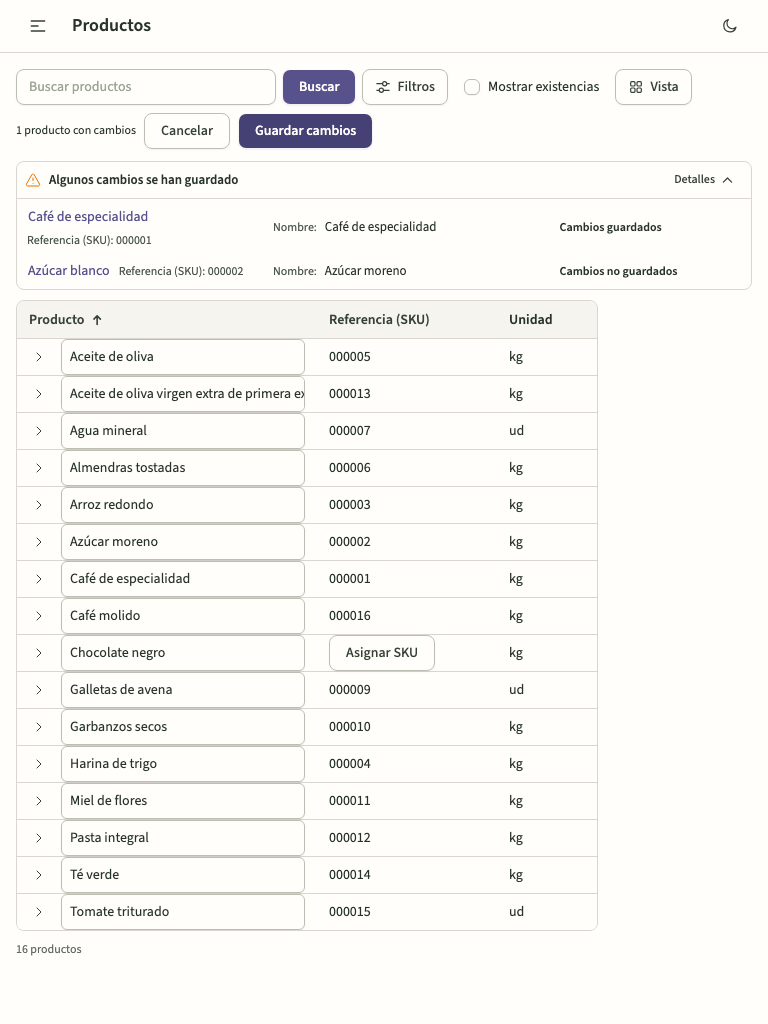 Productos
Buscar productos
Buscar
Filtros
Mostrar existencias
Vista
1 producto con cambios
Cancelar
Guardar cambios
Algunos cambios se han guardado
Detalles
Café de especialidad
Referencia (SKU): 000001
Nombre: Café de especialidad
Cambios guardados
Azúcar blanco Referencia (SKU): 000002
Nombre: Azúcar moreno
Cambios no guardados
Producto Referencia (SKU) Unidad
Aceite de oliva 000005 kg
Aceite de oliva virgen extra de primera ex 000013 kg
Agua mineral 000007 ud
Almendras tostadas 000006 kg
Arroz redondo 000003 kg
Azúcar moreno 000002 kg
Café de especialidad 000001 kg
Café molido 000016 kg
Chocolate negro Asignar SKU kg
Galletas de avena 000009 ud
Garbanzos secos 000010 kg
Harina de trigo 000004 kg
Miel de flores 000011 kg
Pasta integral 000012 kg
Té verde 000014 kg
Tomate triturado 000015 ud
16 productos